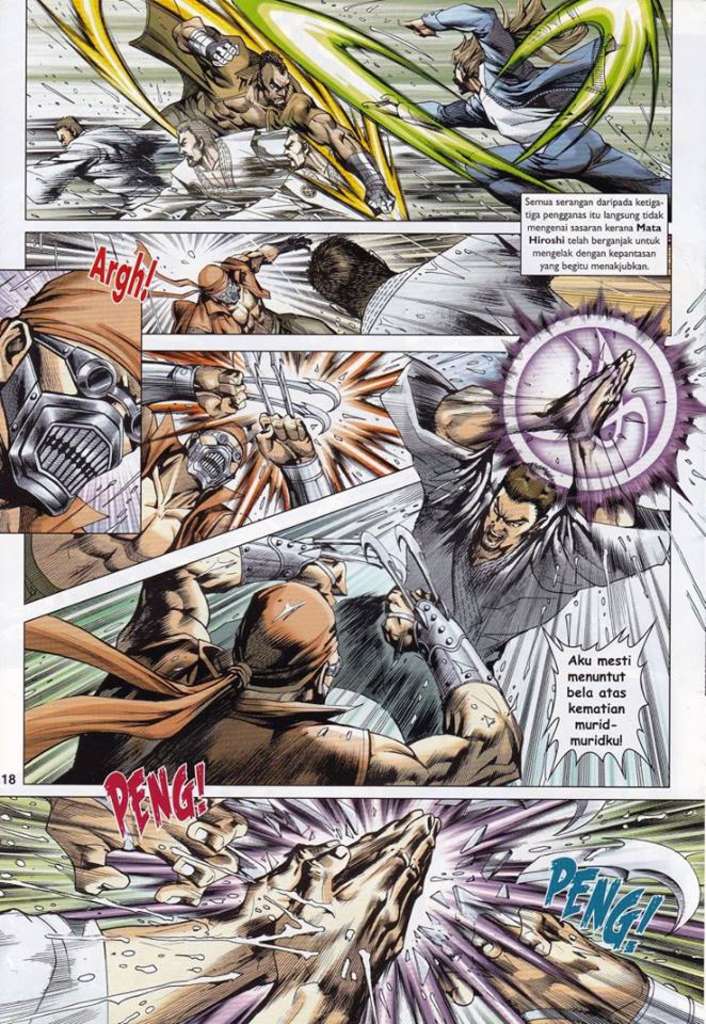 Semua serangan daripada ketiga-
tiga pengganas itu langsung tidak
mengenai sasaran kerana Mata
Hiroshi telah berganjak untuk
mengelak dengan kepantasan
yang begitu menakjubkan.
Argh!
Aku mesti
menuntut
bela atas
kematian
murid-
muridku!
18
PENG!
PENG!